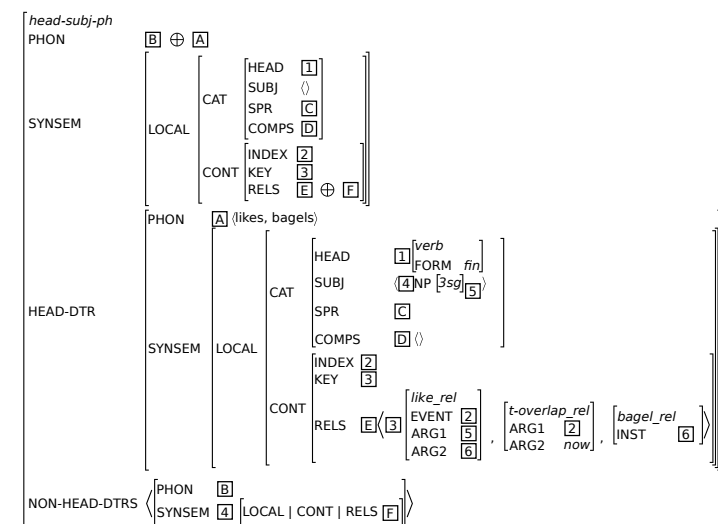 head-subj-ph
PHON B ⊕ A
SYNSEM LOCAL CAT HEAD 1
SUBJ ⟨⟩
SPR C
COMPS D
CONT INDEX 2
KEY 3
RELS E ⊕ F
HEAD-DTR PHON A ⟨likes, bagels⟩
SYNSEM LOCAL CAT HEAD 1 verb
FORM fin
SUBJ ⟨4 NP [3sg] 5⟩
SPR C
COMPS D ⟨⟩
CONT INDEX 2
KEY 3
RELS E ⟨3 like_rel
EVENT 2
ARG1 5
ARG2 6
, t-overlap_rel
ARG1 2
ARG2 now
, bagel_rel
INST 6⟩
NON-HEAD-DTRS ⟨PHON B
SYNSEM 4 [LOCAL | CONT | RELS F]⟩